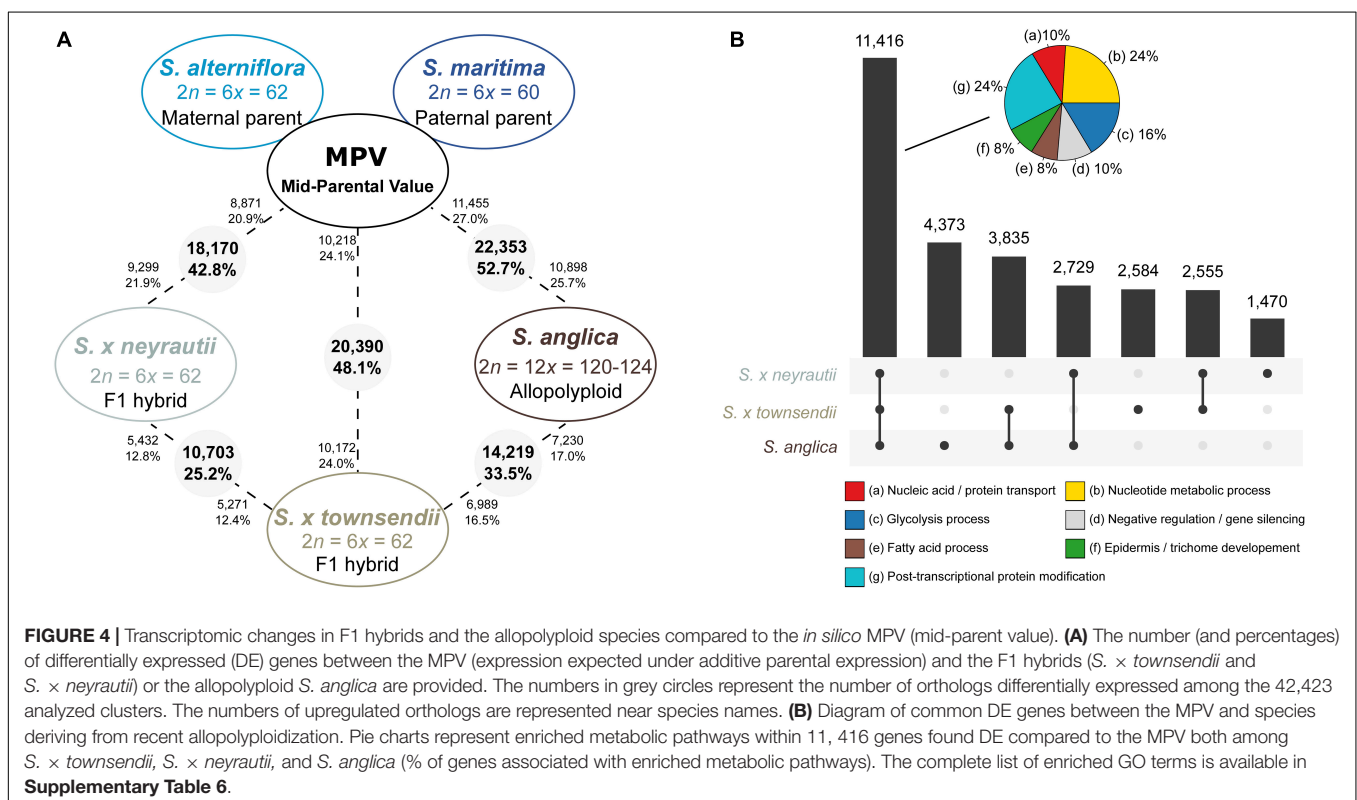 A
S. alterniflora
2n = 6x = 62
Maternal parent
S. maritima
2n = 6x = 60
Paternal parent
MPV
Mid-Parental Value
8,871
20.9%
18,170
42.8%
9,299
21.9%
10,218
24.1%
20,390
48.1%
10,172
24.0%
11,455
27.0%
22,353
52.7%
10,898
25.7%
S. x neyrautii
2n = 6x = 62
F1 hybrid
S. anglica
2n = 12x = 120-124
Allopolyploid
5,432
12.8%
10,703
25.2%
5,271
12.4%
7,230
17.0%
14,219
33.5%
6,989
16.5%
S. x townsendii
2n = 6x = 62
F1 hybrid
B
11,416
4,373
3,835
2,729
2,584
2,555
1,470
(a)10%
(b) 24%
(c) 16%
(d) 10%
(e) 8%
(f) 8%
(g) 24%
S. x neyrautii
S. x townsendii
S. anglica
(a) Nucleic acid / protein transport
(b) Nucleotide metabolic process
(c) Glycolysis process
(d) Negative regulation / gene silencing
(e) Fatty acid process
(f) Epidermis / trichome developement
(g) Post-transcriptional protein modification
FIGURE 4 | Transcriptomic changes in F1 hybrids and the allopolyploid species compared to the in silico MPV (mid-parent value). (A) The number (and percentages)
of differentially expressed (DE) genes between the MPV (expression expected under additive parental expression) and the F1 hybrids (S. × townsendii and
S. × neyrautii) or the allopolyploid S. anglica are provided. The numbers in grey circles represent the number of orthologs differentially expressed among the 42,423
analyzed clusters. The numbers of upregulated orthologs are represented near species names. (B) Diagram of common DE genes between the MPV and species
deriving from recent allopolyploidization. Pie charts represent enriched metabolic pathways within 11, 416 genes found DE compared to the MPV both among
S. × townsendii, S. × neyrautii, and S. anglica (% of genes associated with enriched metabolic pathways). The complete list of enriched GO terms is available in
Supplementary Table 6.